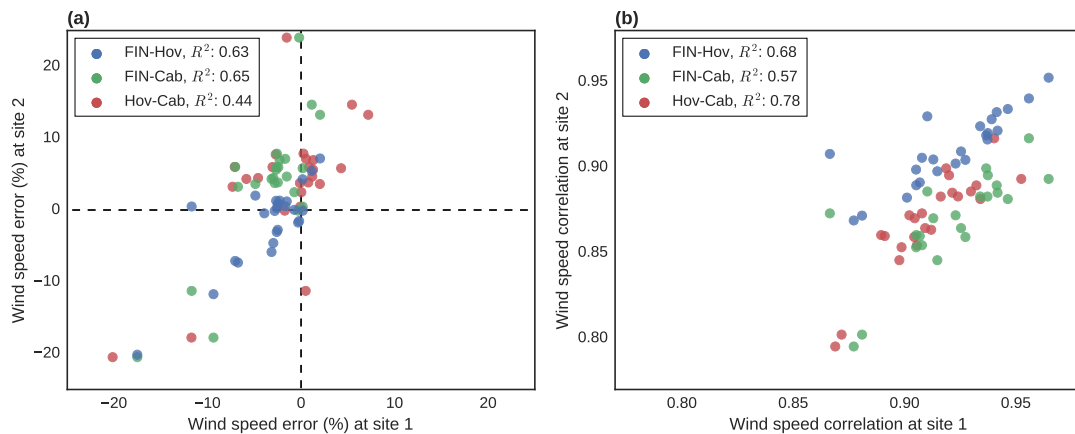 (a)
FIN-Hov, R²: 0.63
FIN-Cab, R²: 0.65
Hov-Cab, R²: 0.44
Wind speed error (%) at site 2
20
10
0
−10
−20
−20 −10 0 10 20
Wind speed error (%) at site 1
(b)
FIN-Hov, R²: 0.68
FIN-Cab, R²: 0.57
Hov-Cab, R²: 0.78
Wind speed correlation at site 2
0.95
0.90
0.85
0.80
0.80 0.85 0.90 0.95
Wind speed correlation at site 1